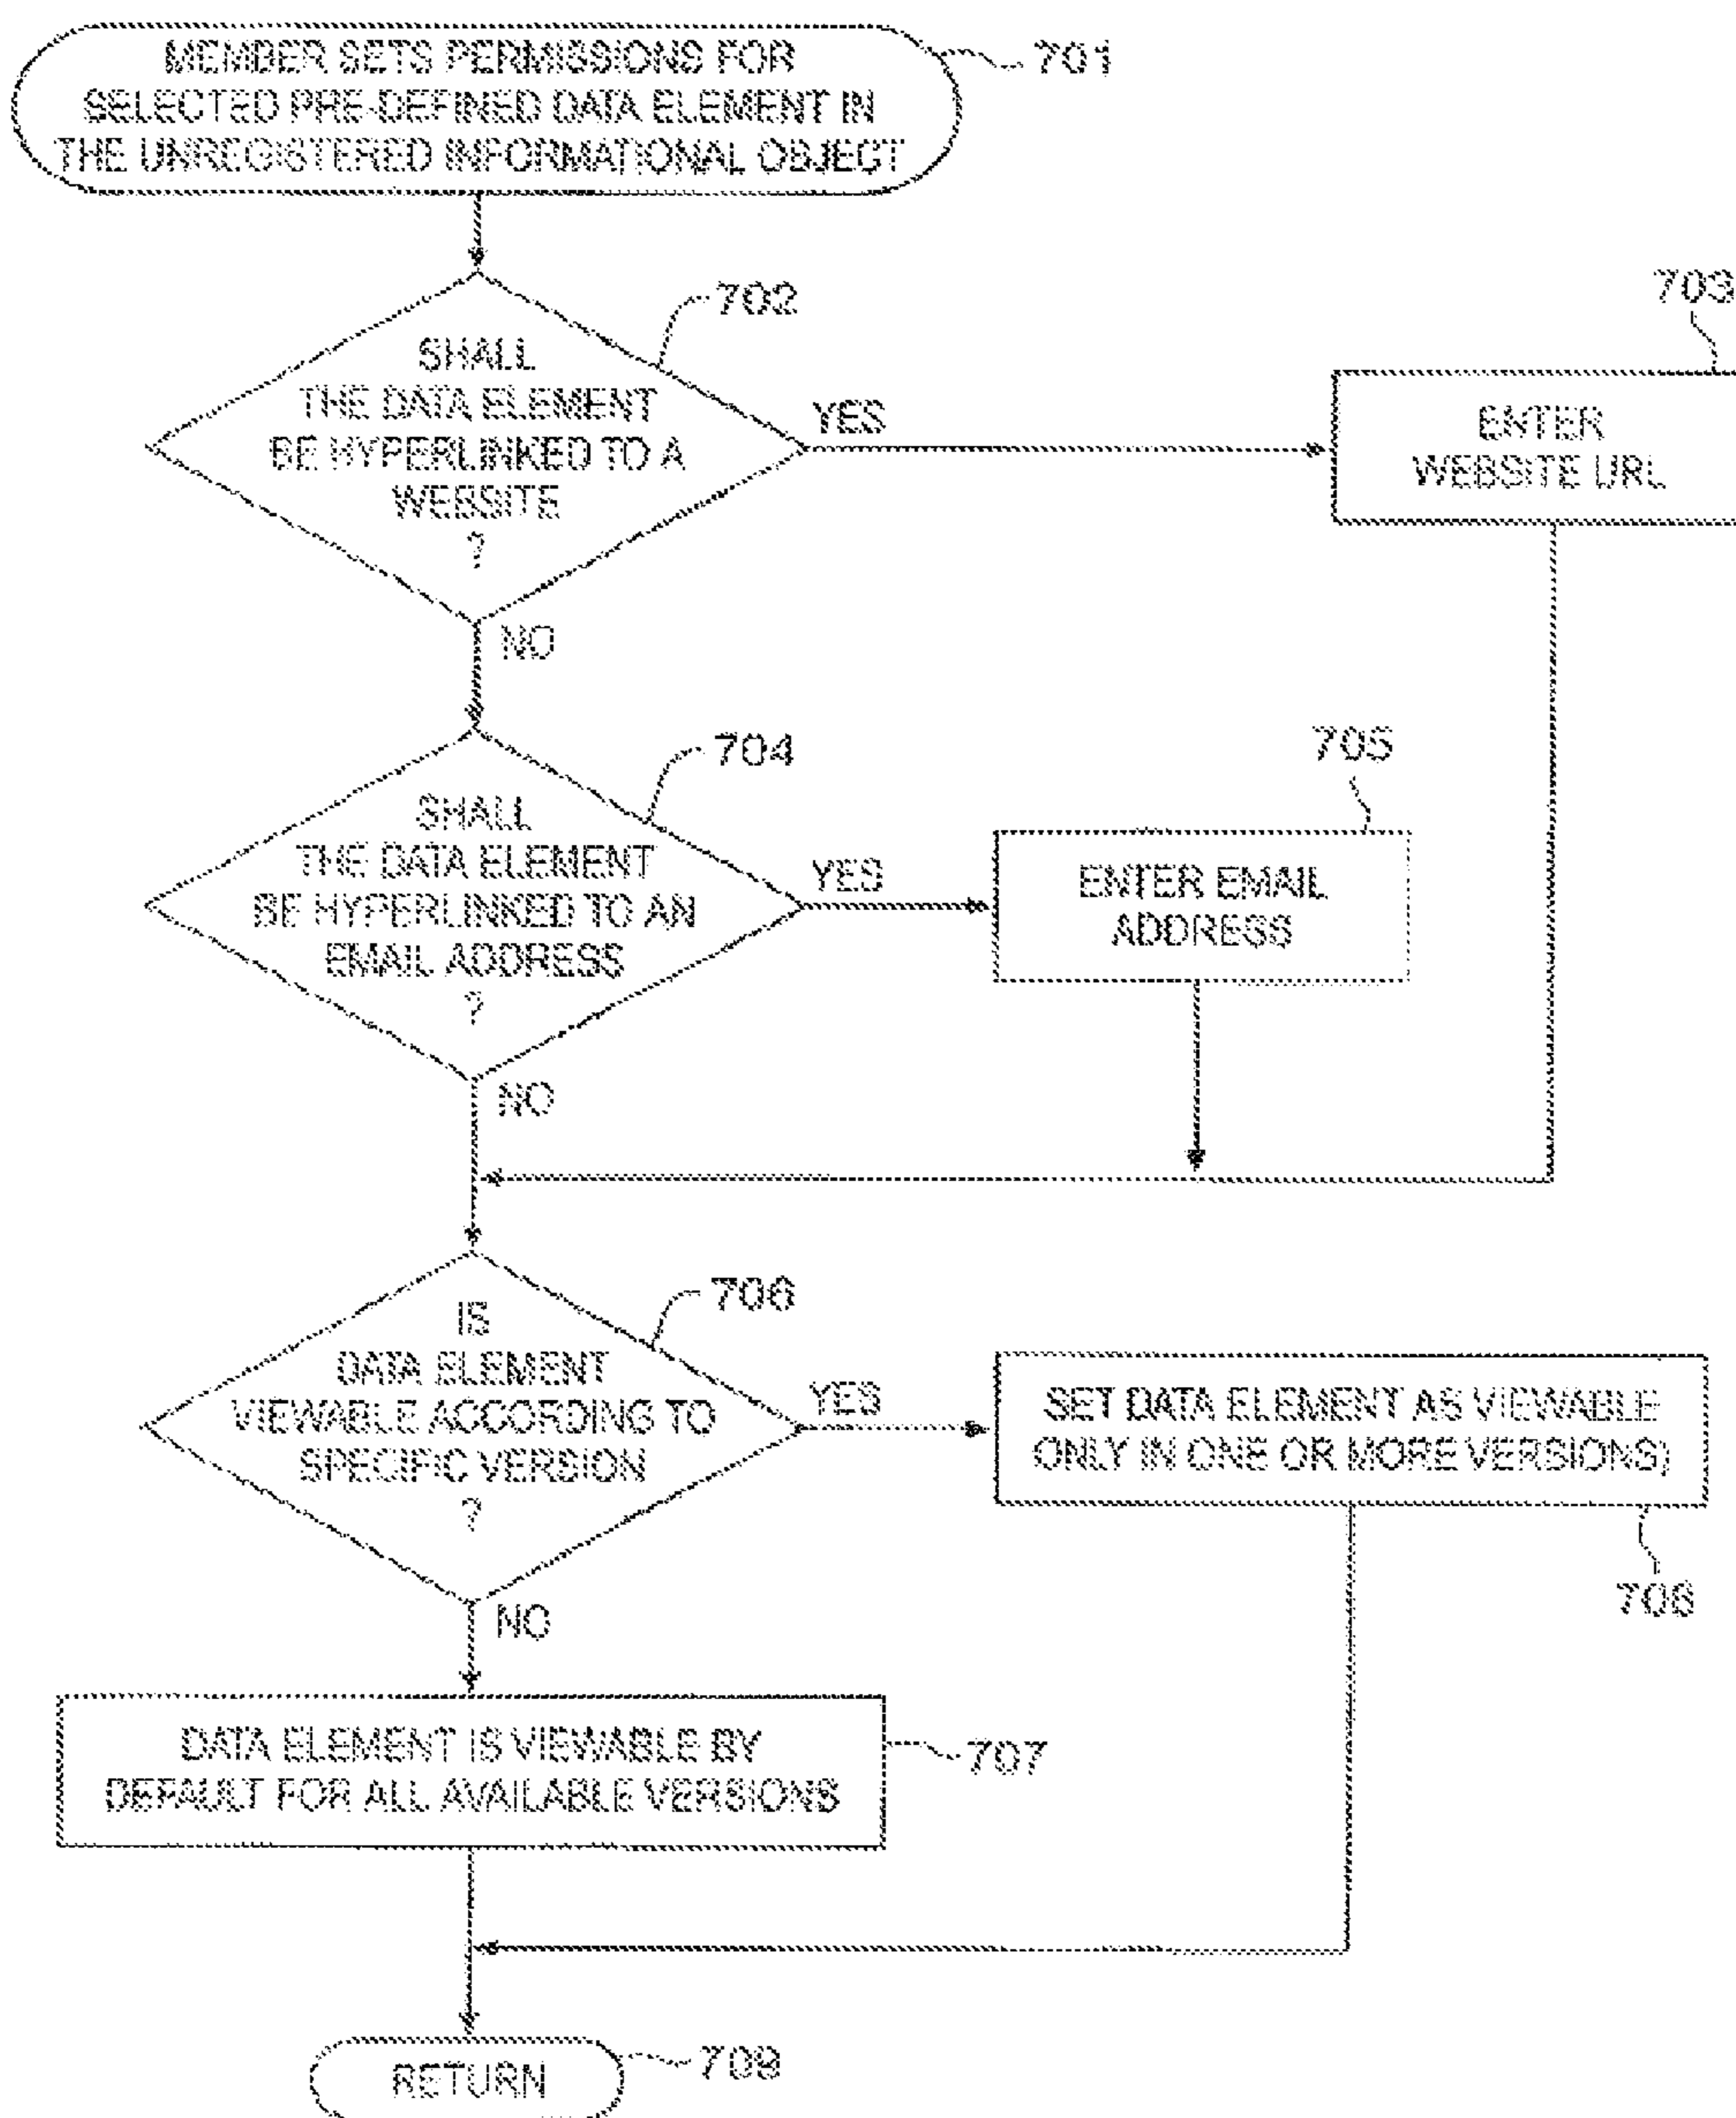 MEMBER SETS PERMISSIONS FOR
SELECTED PRE-DEFINED DATA ELEMENT IN
THE UNREGISTERED INFORMATIONAL OBJECT
701
702
SHALL
THE DATA ELEMENT
BE HYPERLINKED TO A
WEBSITE
?
YES
703
ENTER
WEBSITE URL
NO
704
SHALL
THE DATA ELEMENT
BE HYPERLINKED TO AN
EMAIL ADDRESS
?
YES
705
ENTER EMAIL
ADDRESS
NO
706
IS
DATA ELEMENT
VIEWABLE ACCORDING TO
SPECIFIC VERSION
?
YES
SET DATA ELEMENT AS VIEWABLE
ONLY IN ONE OR MORE VERSIONS)
708
NO
DATA ELEMENT IS VIEWABLE BY
DEFAULT FOR ALL AVAILABLE VERSIONS
707
RETURN
709